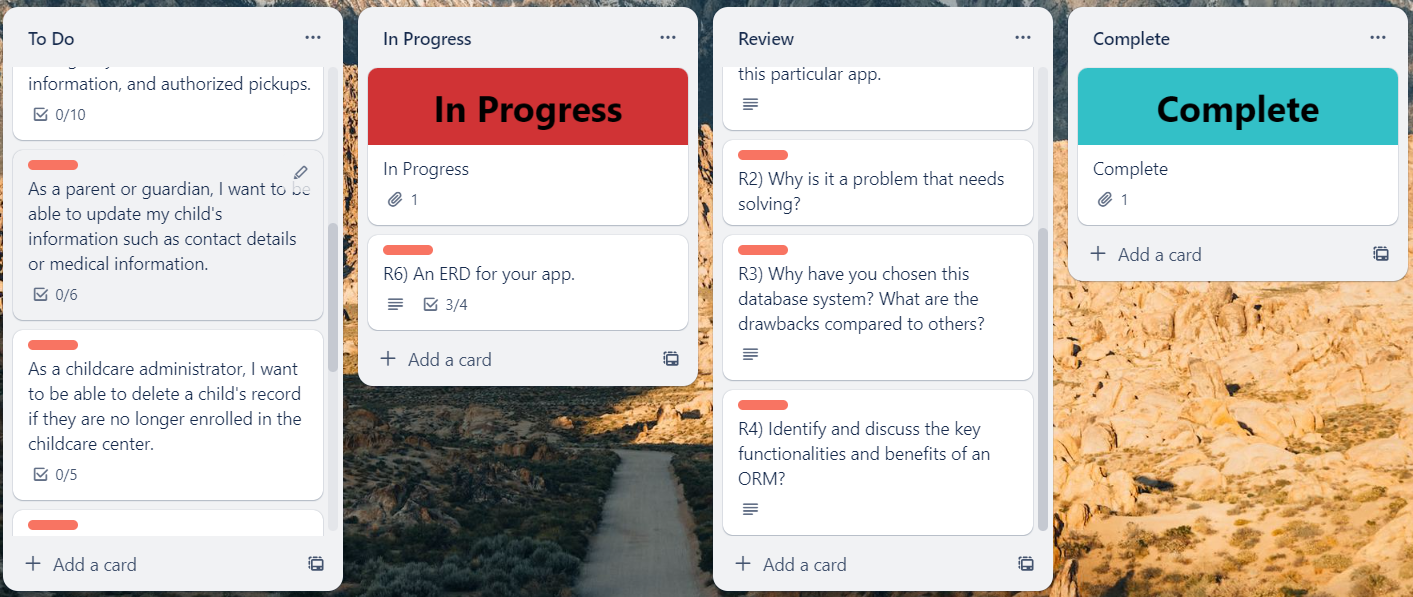 To Do
information, and authorized pickups.
0/10
As a parent or guardian, I want to be
able to update my child's
information such as contact details
or medical information.
0/6
As a childcare administrator, I want
to be able to delete a child's record
if they are no longer enrolled in the
childcare center.
0/5
+ Add a card
In Progress
In Progress
In Progress
1
R6) An ERD for your app.
3/4
+ Add a card
Review
this particular app.
R2) Why is it a problem that needs
solving?
R3) Why have you chosen this
database system? What are the
drawbacks compared to others?
R4) Identify and discuss the key
functionalities and benefits of an
ORM?
+ Add a card
Complete
Complete
Complete
1
+ Add a card